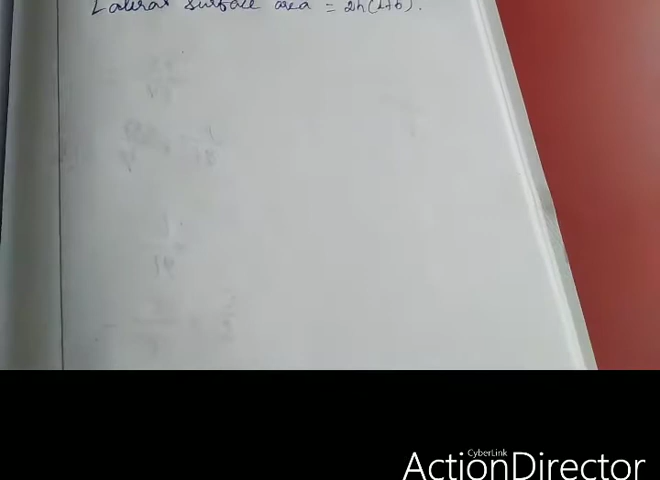 Lateral surface area = 2h(l+b).
CyberLink
ActionDirector